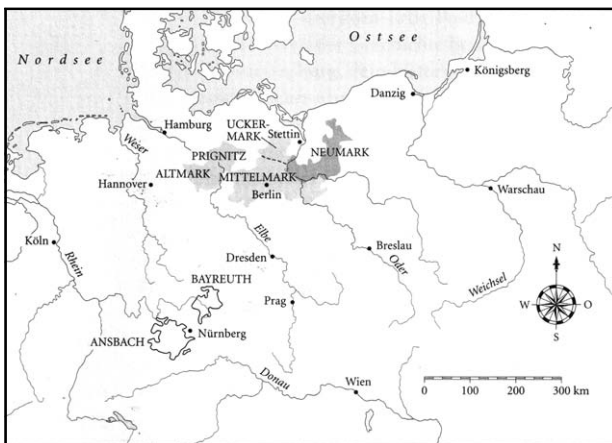 Nordsee
Ostsee
Königsberg
Danzig
Hamburg
UCKER-
MARK
Stettin
Weser
PRIGNITZ
NEUMARK
ALTMARK
MITTELMARK
Hannover
Berlin
Warschau
Köln
Rhein
Elbe
Breslau
Oder
Dresden
Weichsel
BAYREUTH
Prag
ANSBACH
Nürnberg
Donau
Wien
N
W
O
S
0 100 200 300 km